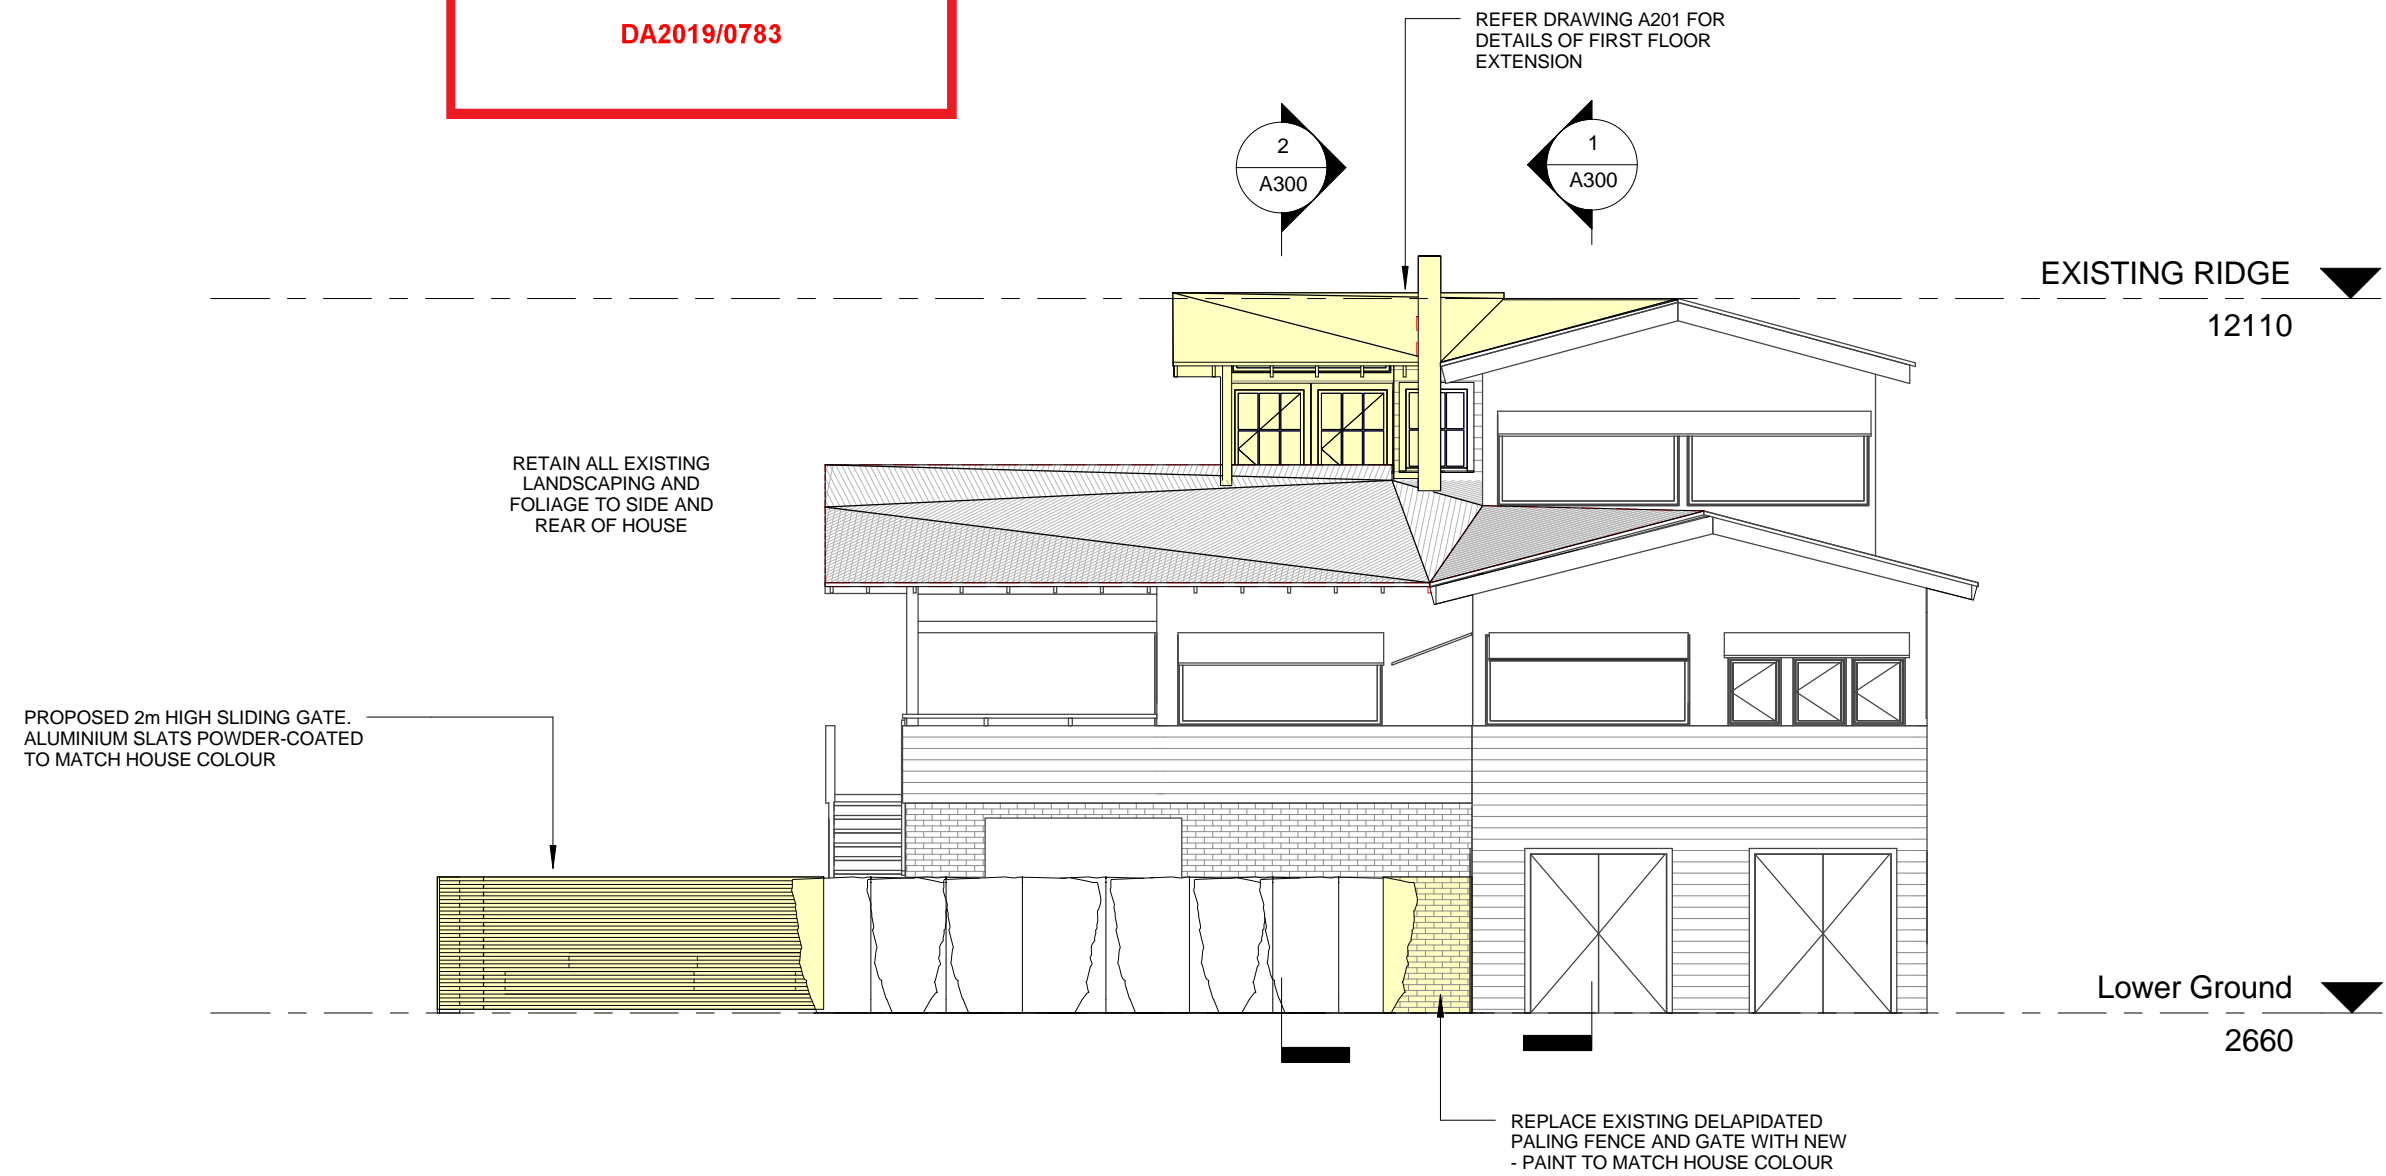 DA2019/0783
REFER DRAWING A201 FOR
DETAILS OF FIRST FLOOR
EXTENSION
2
A300
1
A300
EXISTING RIDGE
12110
RETAIN ALL EXISTING
LANDSCAPING AND
FOLIAGE TO SIDE AND
REAR OF HOUSE
PROPOSED 2m HIGH SLIDING GATE.
ALUMINIUM SLATS POWDER-COATED
TO MATCH HOUSE COLOUR
Lower Ground
2660
REPLACE EXISTING DELAPIDATED
PALING FENCE AND GATE WITH NEW
- PAINT TO MATCH HOUSE COLOUR